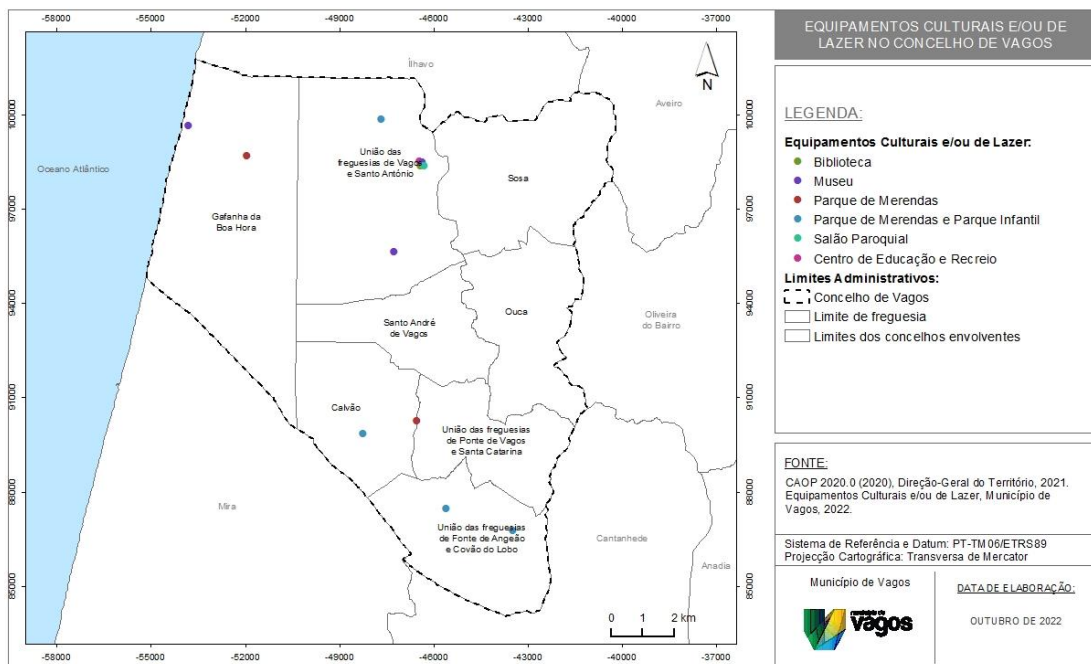 -58000 -55000 -52000 -49000 -46000 -43000 -40000 -37000
100000
97000
94000
91000
88000
85000
100000
97000
94000
91000
88000
85000
Ílhavo
N
Aveiro
Oceano Atlântico
União das
freguesias de Vagos
e Santo António
Sosa
Gafanha da
Boa Hora
Santo André
de Vagos
Ouca
Oliveira
do Bairro
Calvão
União das freguesias
de Ponte de Vagos
e Santa Catarina
Mira
União das freguesias
de Fonte de Angeão
e Covão do Lobo
Cantanhede
Anadia
0 1 2 km
-58000 -55000 -52000 -49000 -46000 -43000 -40000 -37000
EQUIPAMENTOS CULTURAIS E/OU DE
LAZER NO CONCELHO DE VAGOS
LEGENDA:
Equipamentos Culturais e/ou de Lazer:
Biblioteca
Museu
Parque de Merendas
Parque de Merendas e Parque Infantil
Salão Paroquial
Centro de Educação e Recreio
Limites Administrativos:
Concelho de Vagos
Limite de freguesia
Limites dos concelhos envolventes
FONTE:
CAOP 2020.0 (2020), Direção-Geral do Território, 2021.
Equipamentos Culturais e/ou de Lazer, Município de
Vagos, 2022.
Sistema de Referência e Datum: PT-TM06/ETRS89
Projecção Cartográfica: Transversa de Mercator
Município de Vagos
município de
vagos
DATA DE ELABORAÇÃO:
OUTUBRO DE 2022